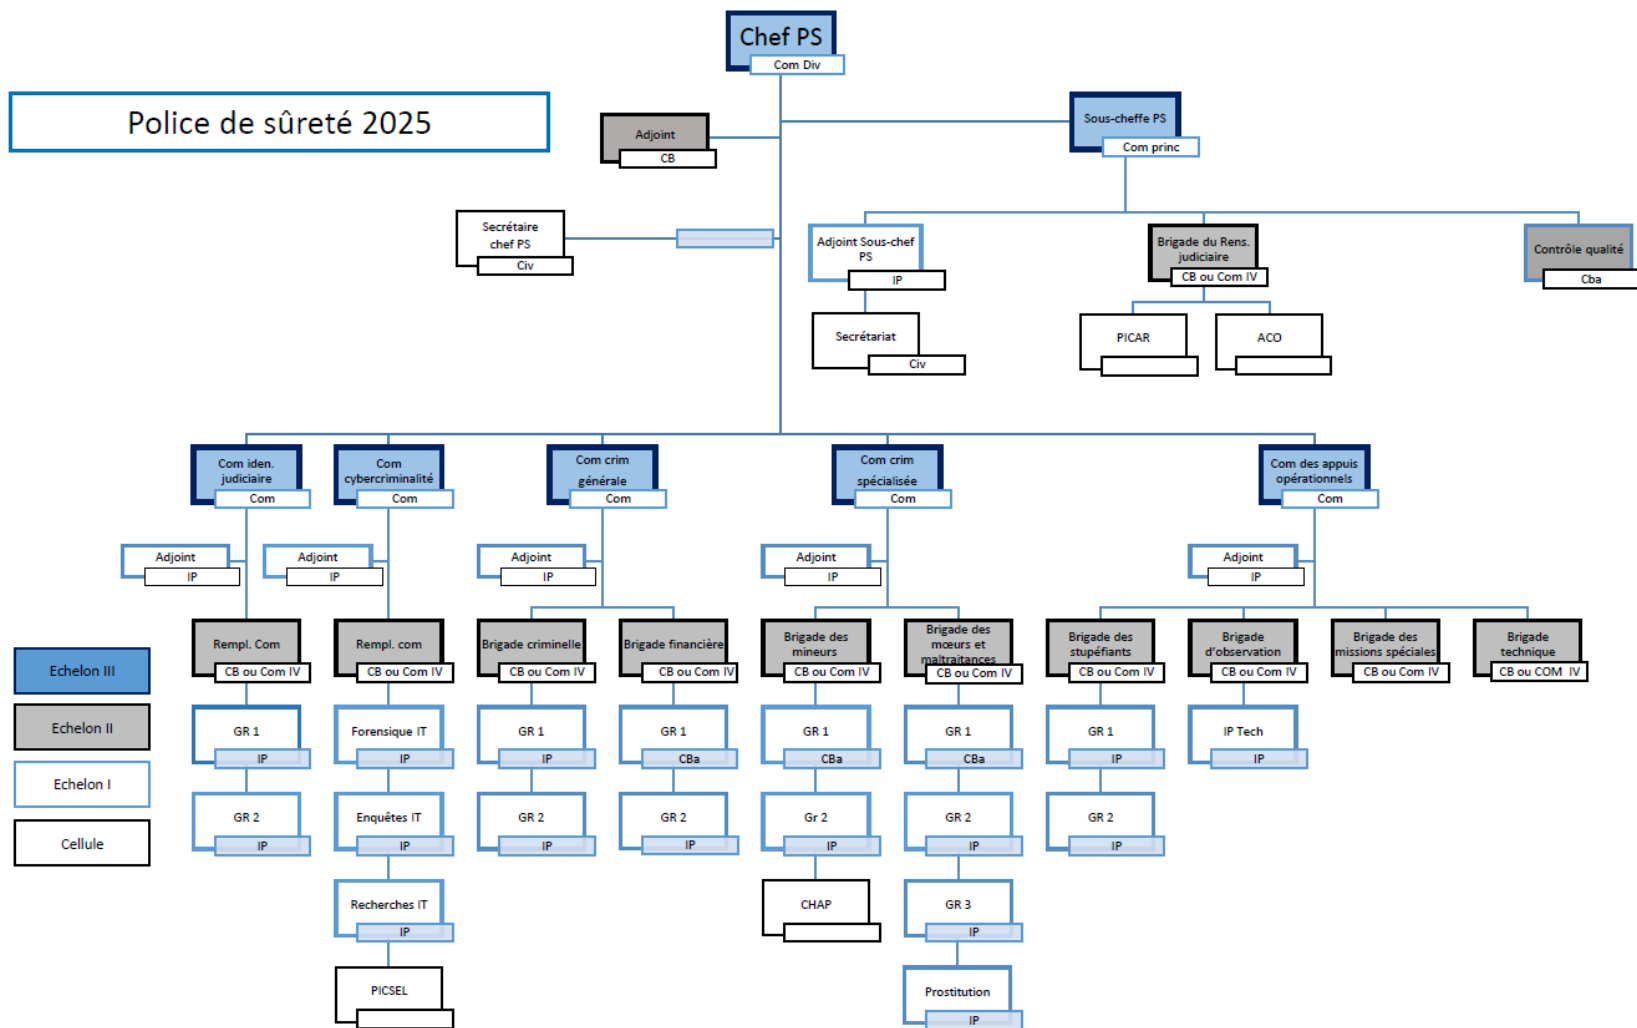 Chef PS
Com Div
Police de sûreté 2025
Adjoint
CB
Sous-cheffe PS
Com princ
Secrétaire
chef PS
Civ
Adjoint Sous-chef
PS
IP
Brigade du Rens.
judiciaire
CB ou Com IV
Contrôle qualité
Cba
Secrétariat
Civ
PICAR
ACO
Com iden.
judiciaire
Com
Com
cybercriminalité
Com
Com crim
générale
Com
Com crim
spécialisée
Com
Com des appuis
opérationnels
Com
Adjoint
IP
Adjoint
IP
Adjoint
IP
Adjoint
IP
Adjoint
IP
Rempl. Com
CB ou Com IV
Rempl. com
CB ou Com IV
Brigade criminelle
CB ou Com IV
Brigade financière
CB ou Com IV
Brigade des
mineurs
CB ou Com IV
Brigade des
mœurs et
maltraitances
CB ou Com IV
Brigade des
stupéfiants
CB ou Com IV
Brigade
d'observation
CB ou Com IV
Brigade des
missions spéciales
CB ou Com IV
Brigade
technique
CB ou COM IV
Echelon III
Echelon II
Echelon I
Cellule
GR 1
IP
Forensique IT
IP
GR 1
IP
GR 1
CBa
GR 1
CBa
GR 1
CBa
GR 1
IP
IP Tech
IP
GR 2
IP
Enquêtes IT
IP
GR 2
IP
GR 2
IP
Gr 2
IP
GR 2
IP
GR 2
IP
Recherches IT
IP
CHAP
GR 3
IP
PICSEL
Prostitution
IP